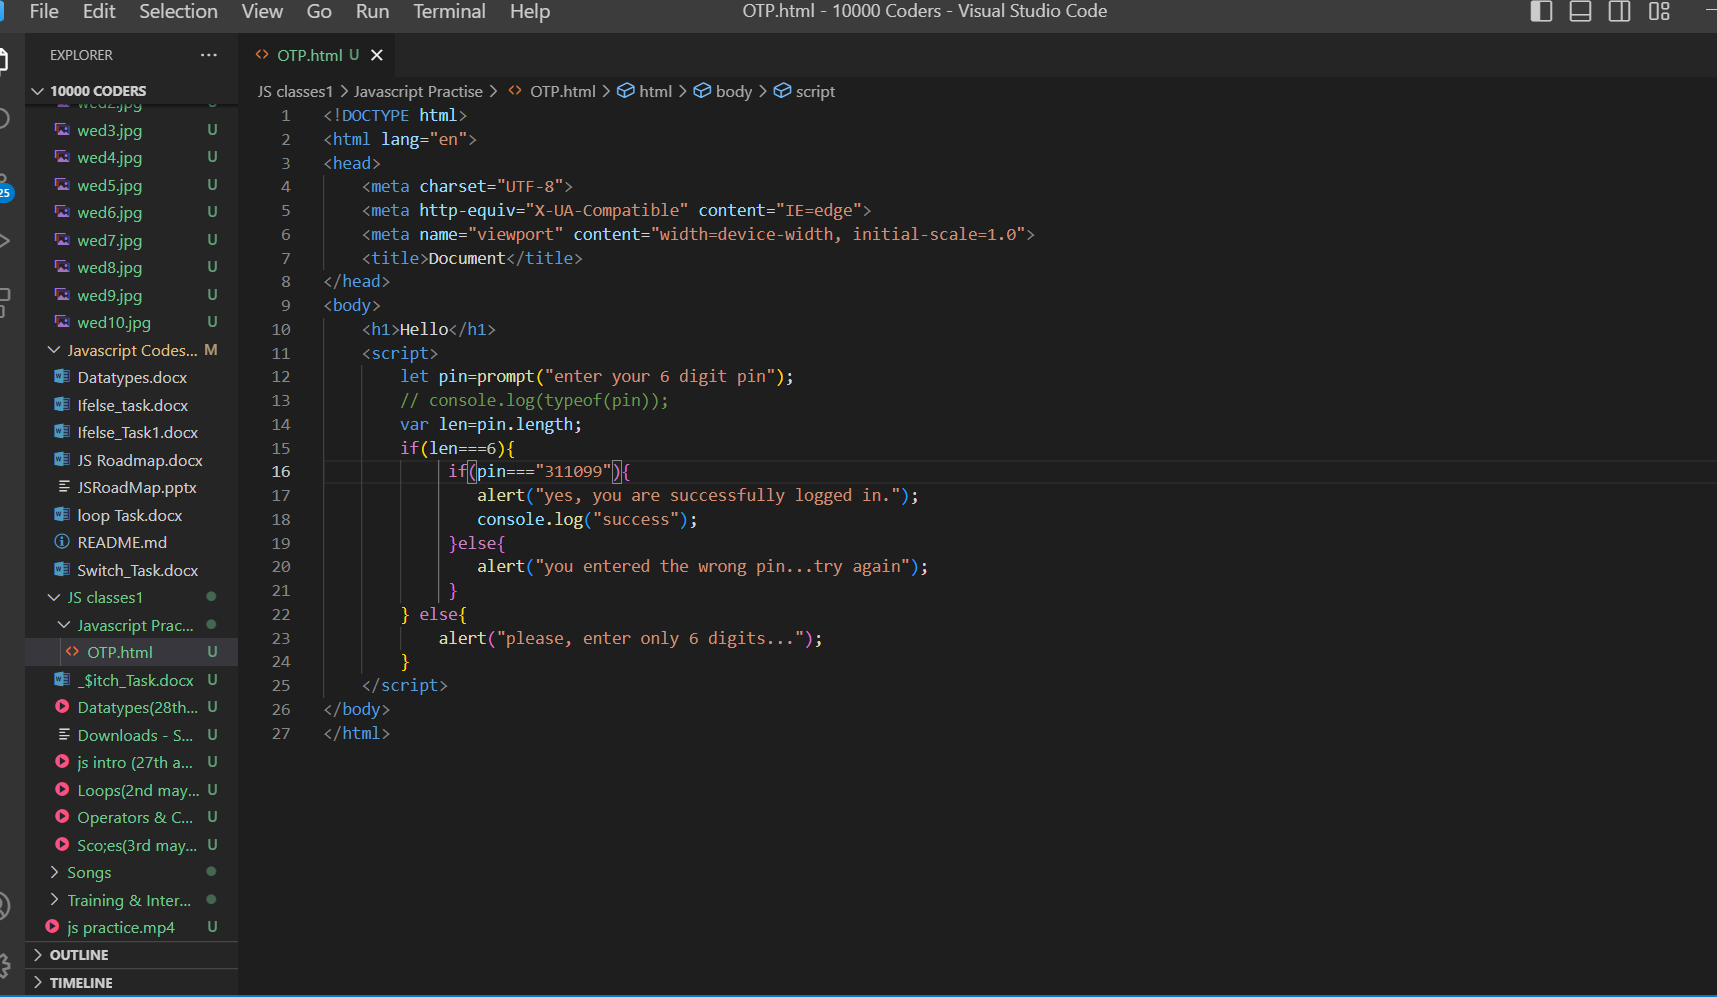 File Edit Selection View Go Run Terminal Help OTP.html - 10000 Coders - Visual Studio Code
EXPLORER ···
10000 CODERS
wed2.jpg U
wed3.jpg U
wed4.jpg U
wed5.jpg U
wed6.jpg U
wed7.jpg U
wed8.jpg U
wed9.jpg U
wed10.jpg U
Javascript Codes... M
Datatypes.docx
Ifelse_task.docx
Ifelse_Task1.docx
JS Roadmap.docx
JSRoadMap.pptx
loop Task.docx
README.md
Switch_Task.docx
JS classes1
Javascript Prac...
OTP.html U
_$itch_Task.docx U
Datatypes(28th... U
Downloads - S... U
js intro (27th a... U
Loops(2nd may... U
Operators & C... U
Sco;es(3rd may... U
Songs
Training & Inter...
js practice.mp4 U
OUTLINE
TIMELINE
25
OTP.html U
JS classes1 > Javascript Practise > OTP.html > html > body > script
1 <!DOCTYPE html>
2 <html lang="en">
3 <head>
4 <meta charset="UTF-8">
5 <meta http-equiv="X-UA-Compatible" content="IE=edge">
6 <meta name="viewport" content="width=device-width, initial-scale=1.0">
7 <title>Document</title>
8 </head>
9 <body>
10 <h1>Hello</h1>
11 <script>
12 let pin=prompt("enter your 6 digit pin");
13 // console.log(typeof(pin));
14 var len=pin.length;
15 if(len===6){
16 if(pin==="311099"){
17 alert("yes, you are successfully logged in.");
18 console.log("success");
19 }else{
20 alert("you entered the wrong pin...try again");
21 }
22 } else{
23 alert("please, enter only 6 digits...");
24 }
25 </script>
26 </body>
27 </html>